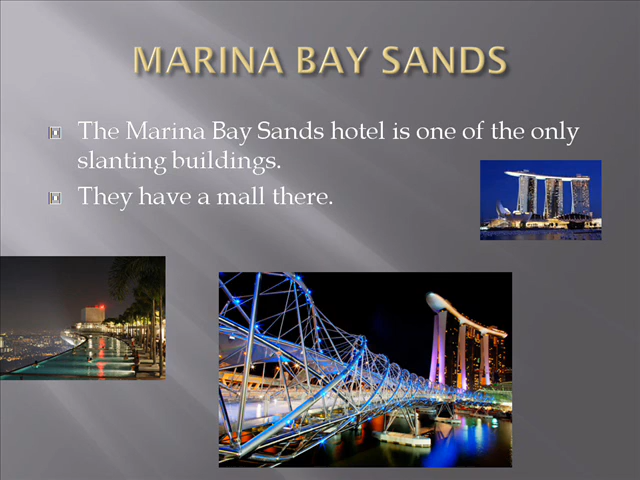 MARINA BAY SANDS
The Marina Bay Sands hotel is one of the only
slanting buildings.
They have a mall there.